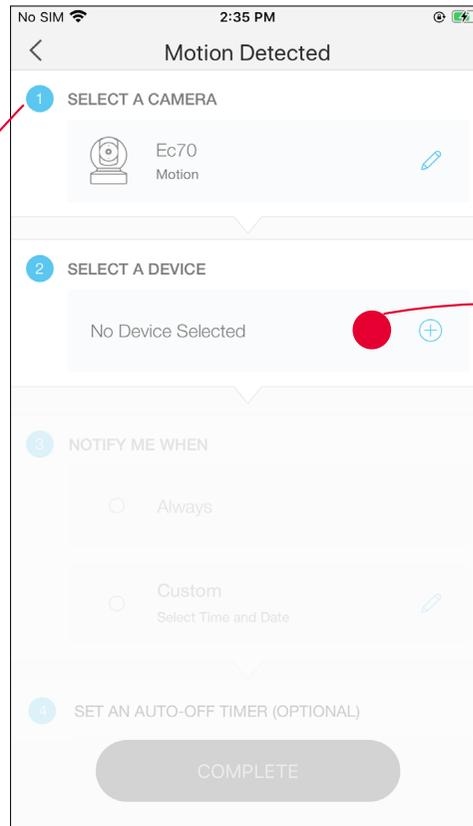 No SIM 2:35 PM
Motion Detected
1 SELECT A CAMERA
Ec70
Motion
2 SELECT A DEVICE
No Device Selected
3 NOTIFY ME WHEN
Always
Custom
Select Time and Date
4 SET AN AUTO-OFF TIMER (OPTIONAL)
COMPLETE